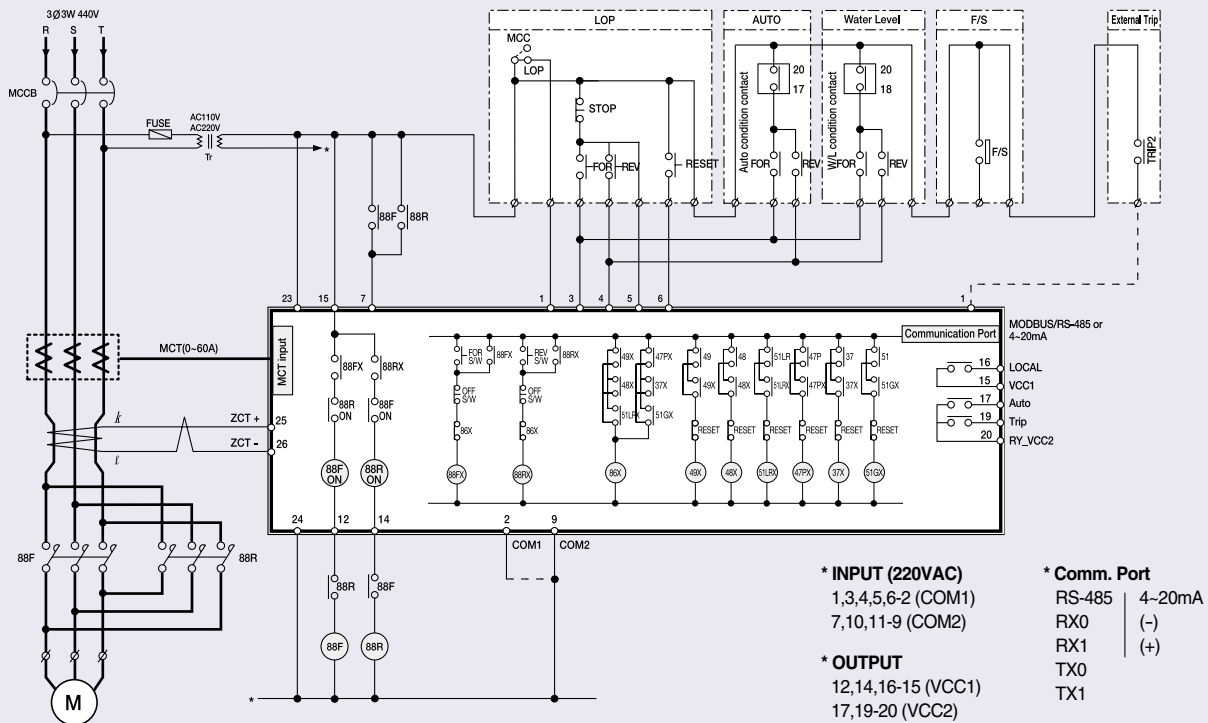 3Ø3W 440V
R S T
MCCB
FUSE
AC110V
AC220V
Tr
*
88F 88R
LOP
MCC
LOP
STOP
FOR REV RESET
AUTO
Auto condition contact
20
17
FOR REV
Water Level
W/L condition contact
20
18
FOR REV
F/S
F/S
External Trip
TRIP2
23 15 7 1 3 4 5 6 1
MCT(0~60A)
MCT input
ZCT + 25
ZCT - 26
k
ℓ
88FX 88RX
88R ON
88F ON
88F ON
88R ON
FOR S/W
88FX
REV S/W
88RX
OFF S/W
OFF S/W
86X 86X
88FX 88RX
49X 47PX
48X 37X
51LRX 51GX
86X
49 48 51LR 47P 37 51
49X 48X 51LRX 47PX 37X 51GX
RESET RESET RESET RESET RESET RESET
49X 48X 51LRX 47PX 37X 51GX
Communication Port
MODBUS/RS-485 or
4~20mA
16 LOCAL
15 VCC1
17 Auto
19 Trip
20 RY_VCC2
24 12 14 2 9
COM1 COM2
88F 88R
88R 88F
88F 88R
*
M
* INPUT (220VAC)
1,3,4,5,6-2 (COM1)
7,10,11-9 (COM2)
* OUTPUT
12,14,16-15 (VCC1)
17,19-20 (VCC2)
* Comm. Port
RS-485 4~20mA
RX0 (-)
RX1 (+)
TX0
TX1